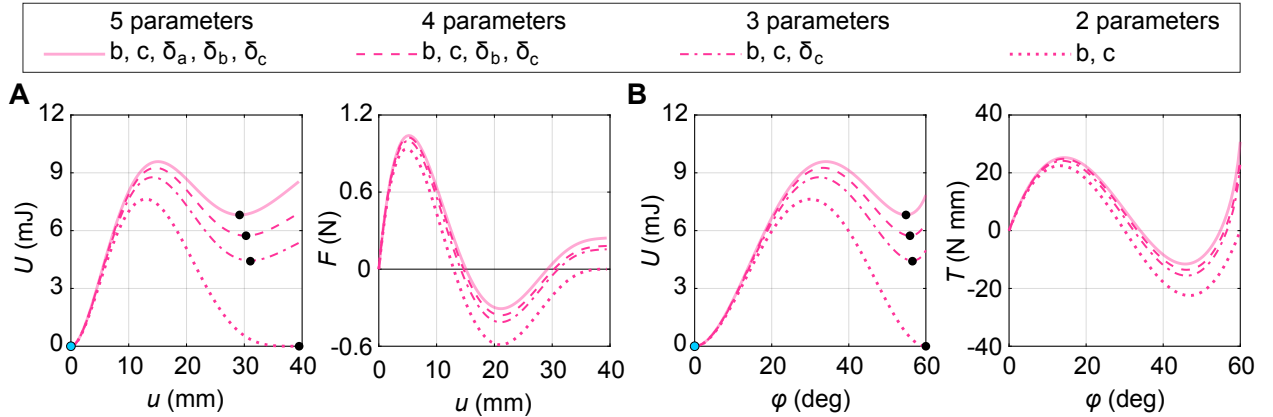 5 parameters 4 parameters 3 parameters 2 parameters
b, c, δa, δb, δc b, c, δb, δc b, c, δc b, c
A
12
9
6
3
0
U (mJ)
0 10 20 30 40
u (mm)
1.2
0.6
0
-0.6
F (N)
0 10 20 30 40
u (mm)
B
12
9
6
3
0
U (mJ)
0 20 40 60
φ (deg)
40
20
0
-20
-40
T (N mm)
0 20 40 60
φ (deg)